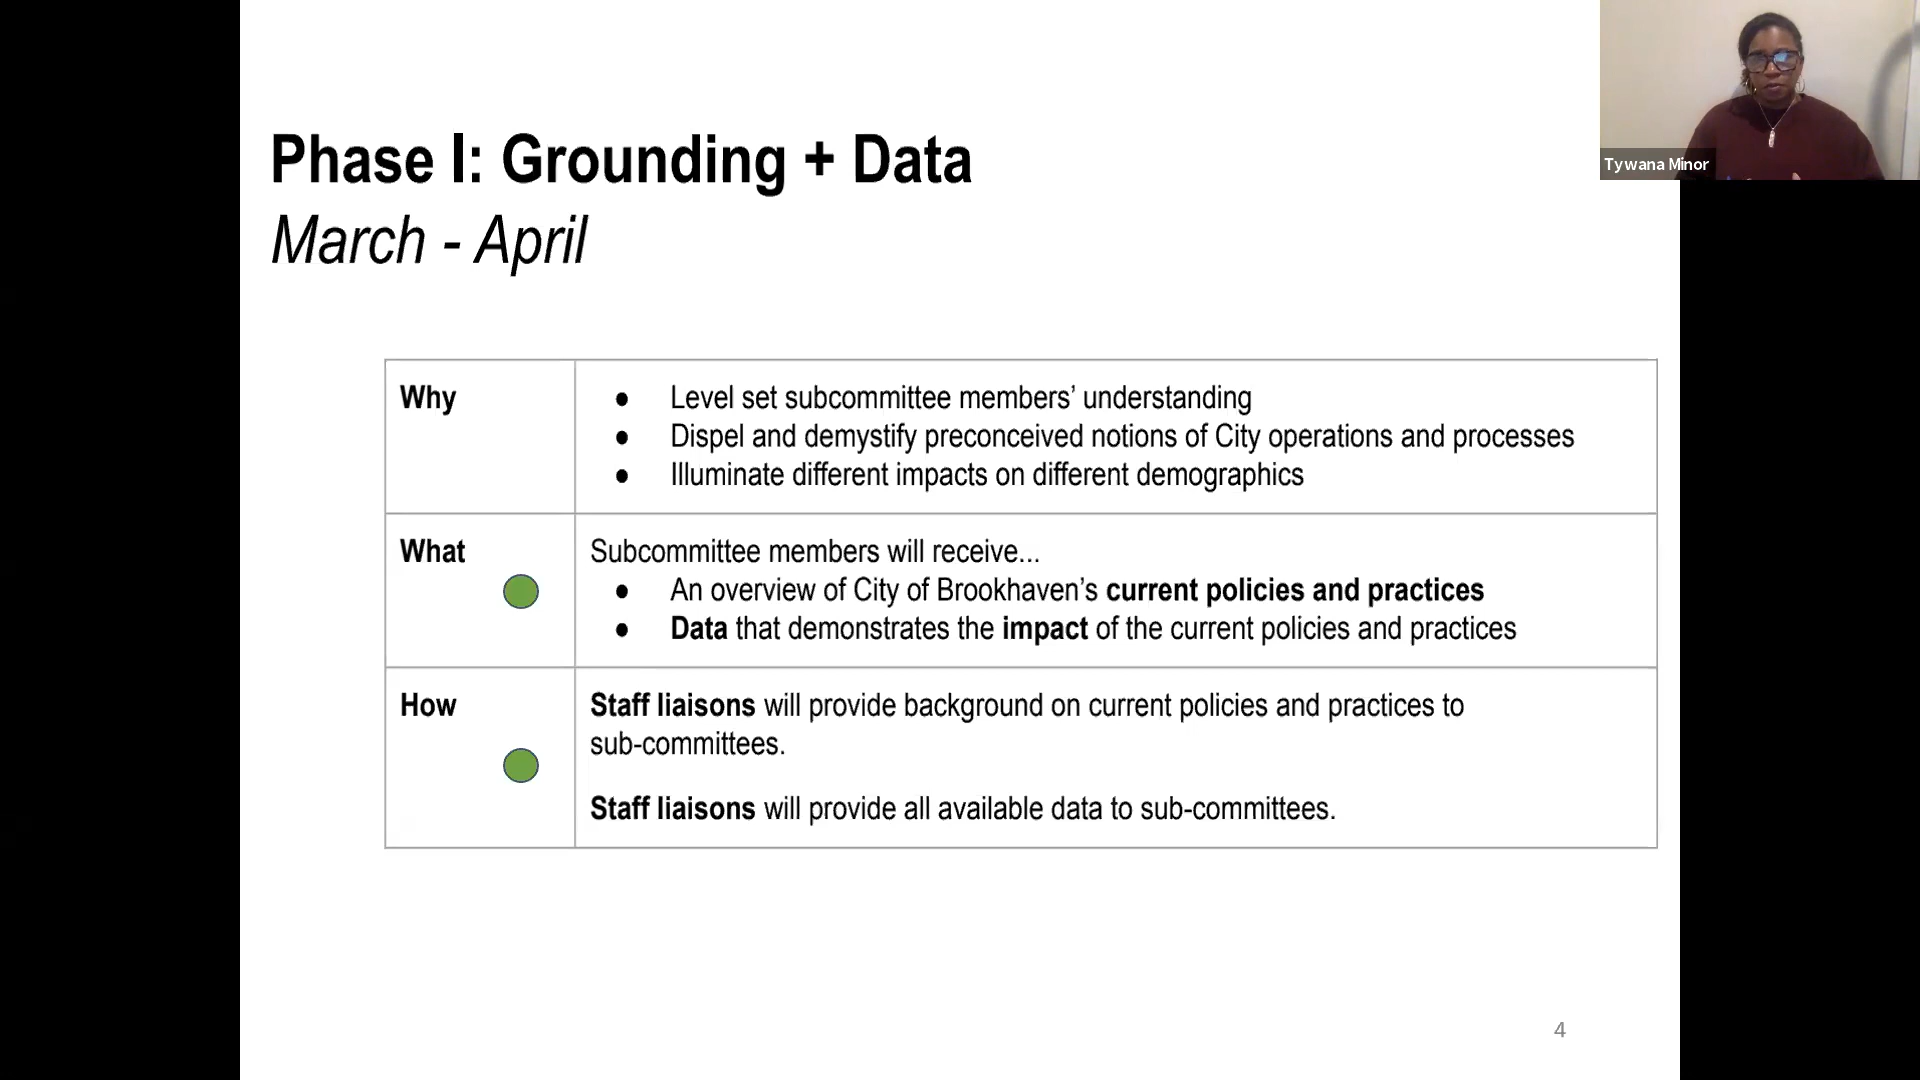 Tywana Minor
Phase I: Grounding + Data
March - April
Why
● Level set subcommittee members’ understanding
● Dispel and demystify preconceived notions of City operations and processes
● Illuminate different impacts on different demographics
What
Subcommittee members will receive...
● An overview of City of Brookhaven’s current policies and practices
● Data that demonstrates the impact of the current policies and practices
How
Staff liaisons will provide background on current policies and practices to
sub-committees.
Staff liaisons will provide all available data to sub-committees.
4